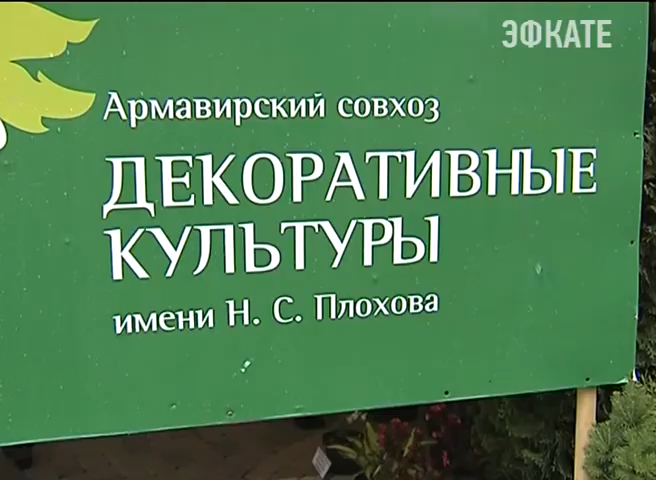 ЭФКАТЕ
Армавирский совхоз
ДЕКОРАТИВНЫЕ
КУЛЬТУРЫ
имени Н. С. Плохова